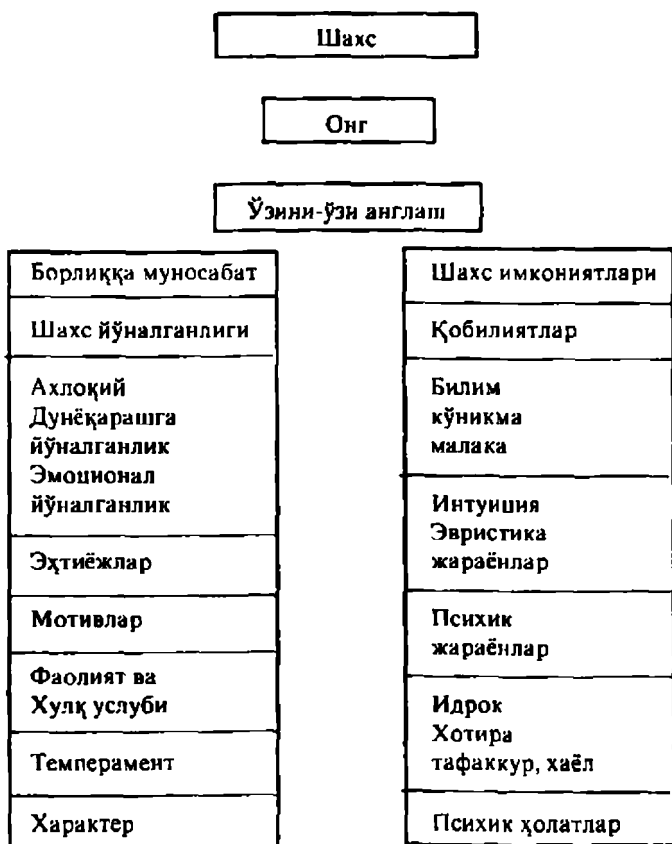 Шахс
Онг
Ўзини-ўзи англаш
Борлиққа муносабат
Шахс йўналганлиги
Ахлоқий
Дунёқарашга
йўналганлик
Эмоционал
йўналганлик
Эҳтиёжлар
Мотивлар
Фаолият ва
Хулқ услуби
Темперамент
Характер
Шахс имкониятлари
Қобилиятлар
Билим
кўникма
малака
Интуиция
Эвристика
жараёнлар
Психик
жараёнлар
Идрок
Хотира
тафаккур, хаёл
Психик ҳолатлар